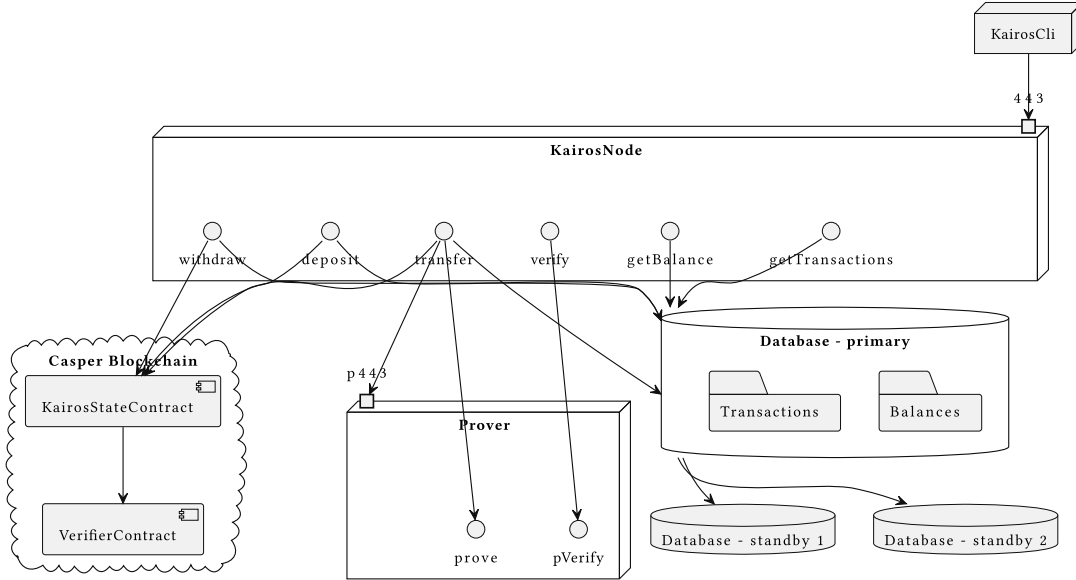 KairosCli
443
KairosNode
withdraw
deposit
transfer
verify
getBalance
getTransactions
Casper Blockchain
KairosStateContract
VerifierContract
p443
Prover
prove
pVerify
Database - primary
Transactions
Balances
Database - standby 1
Database - standby 2